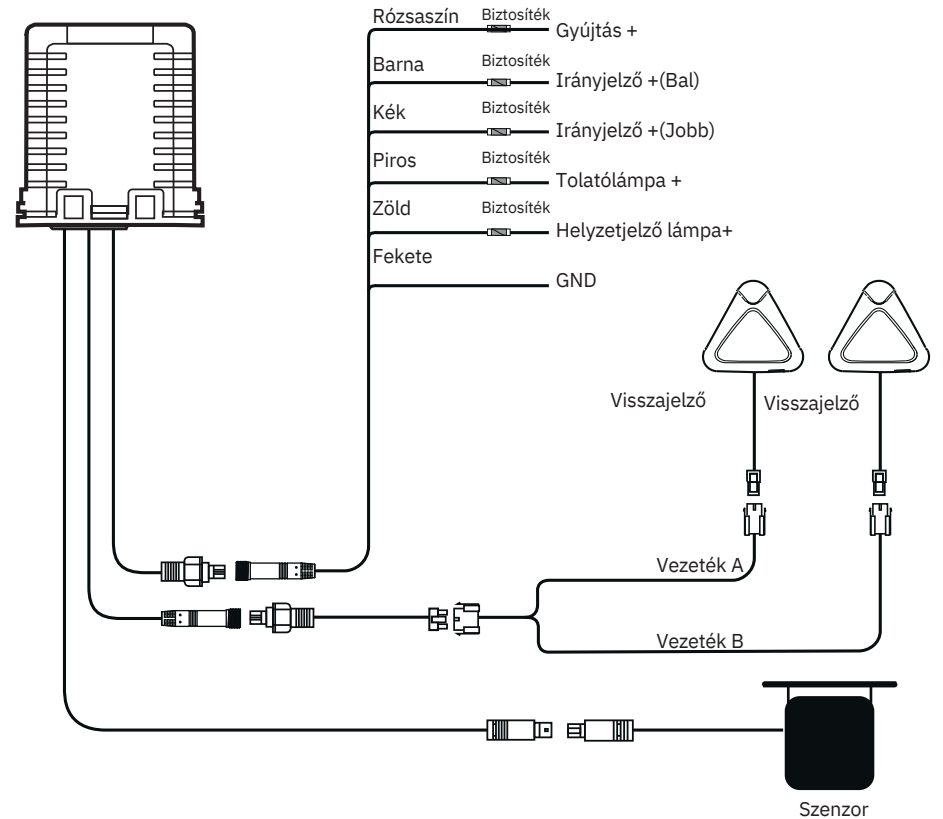 Rózsaszín
Biztosíték
Gyújtás +
Barna
Biztosíték
Irányjelző +(Bal)
Kék
Biztosíték
Irányjelző +(Jobb)
Piros
Biztosíték
Tolatólámpa +
Zöld
Biztosíték
Helyzetjelző lámpa+
Fekete
GND
Visszajelző
Visszajelző
Vezeték A
Vezeték B
Szenzor